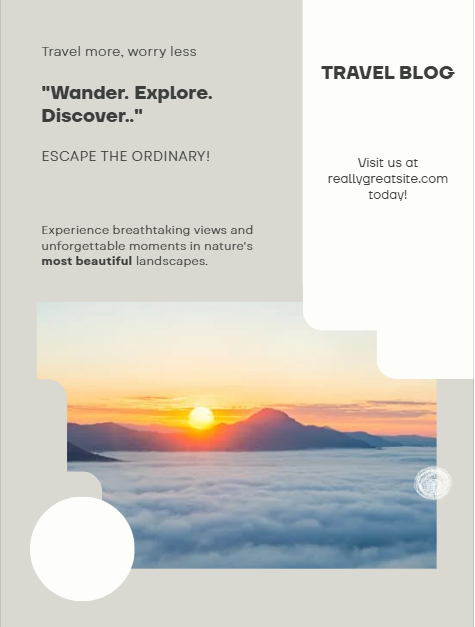 Travel more, worry less
"Wander. Explore.
Discover.."
ESCAPE THE ORDINARY!
Experience breathtaking views and
unforgettable moments in nature's
most beautiful landscapes.
TRAVEL BLOG
Visit us at
reallygreatsite.com
today!